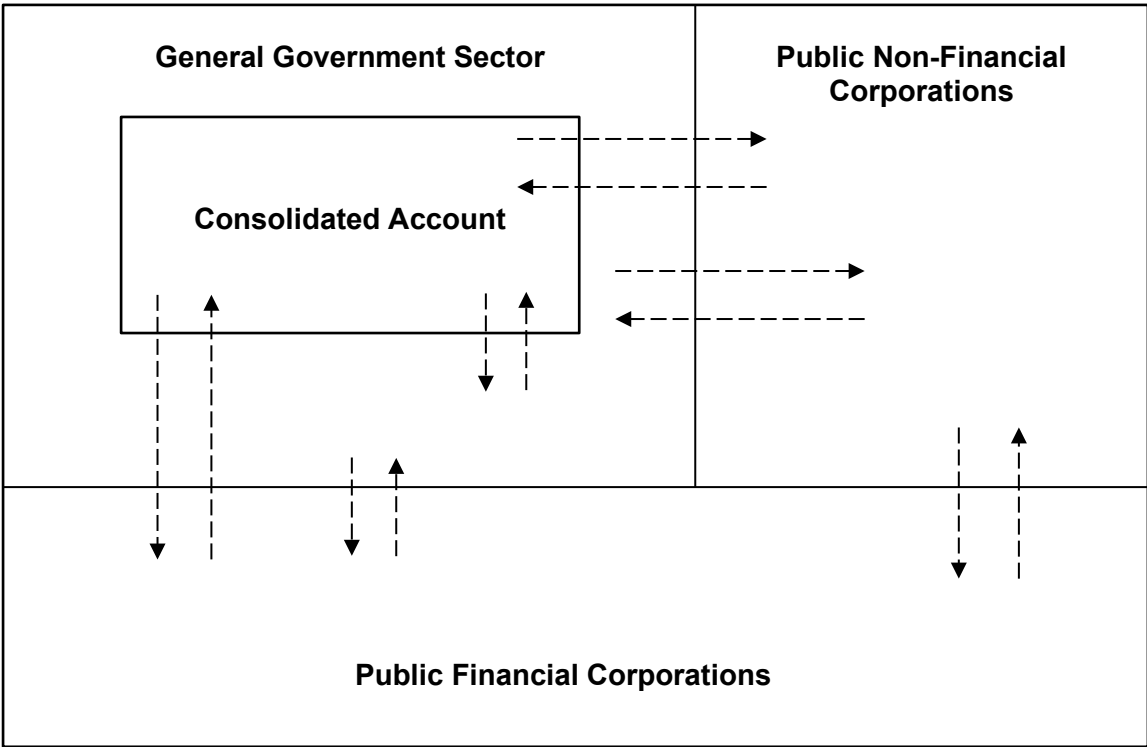 General Government Sector
Public Non-Financial
Corporations
Consolidated Account
Public Financial Corporations